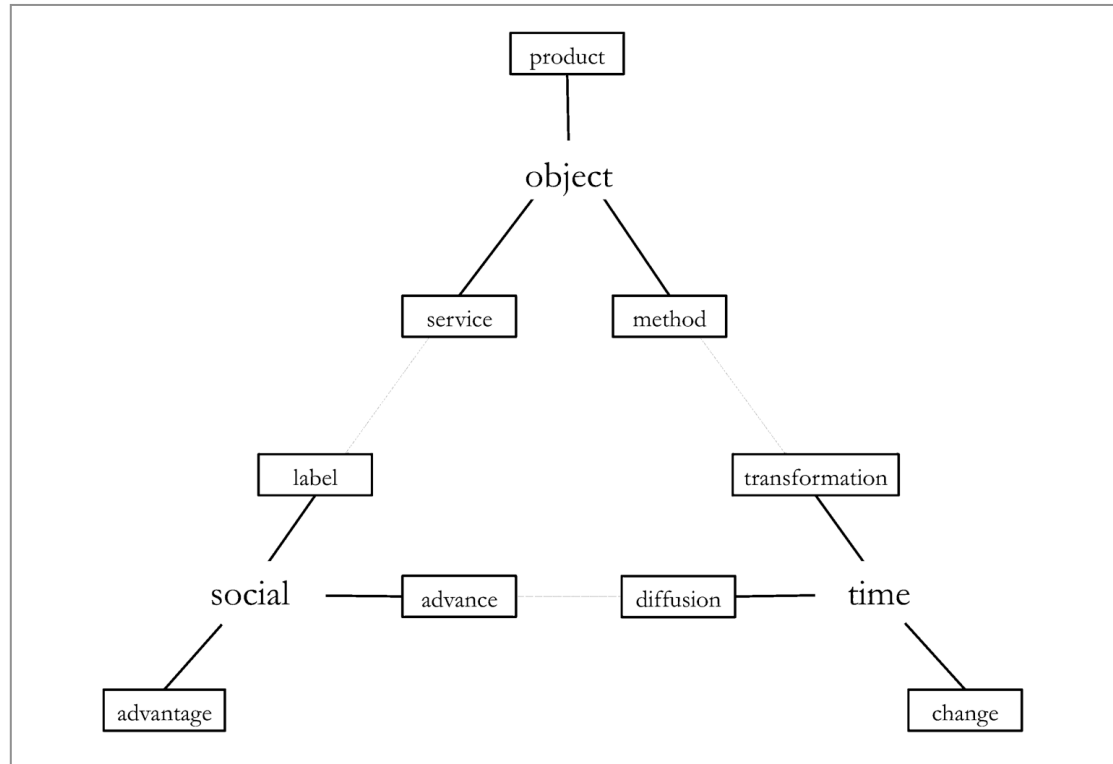 product
object
service
method
label
transformation
social
advance
diffusion
time
advantage
change